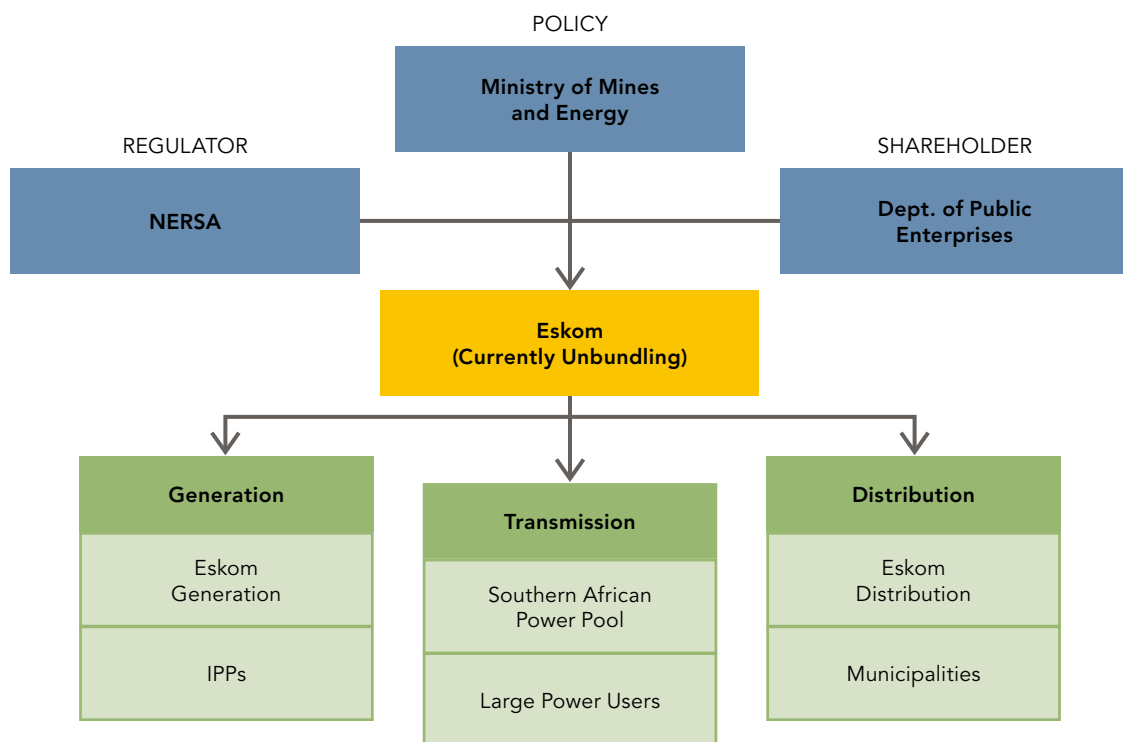 POLICY
Ministry of Mines
and Energy
REGULATOR
NERSA
SHAREHOLDER
Dept. of Public
Enterprises
Eskom
(Currently Unbundling)
Generation
Eskom
Generation
IPPs
Transmission
Southern African
Power Pool
Large Power Users
Distribution
Eskom
Distribution
Municipalities